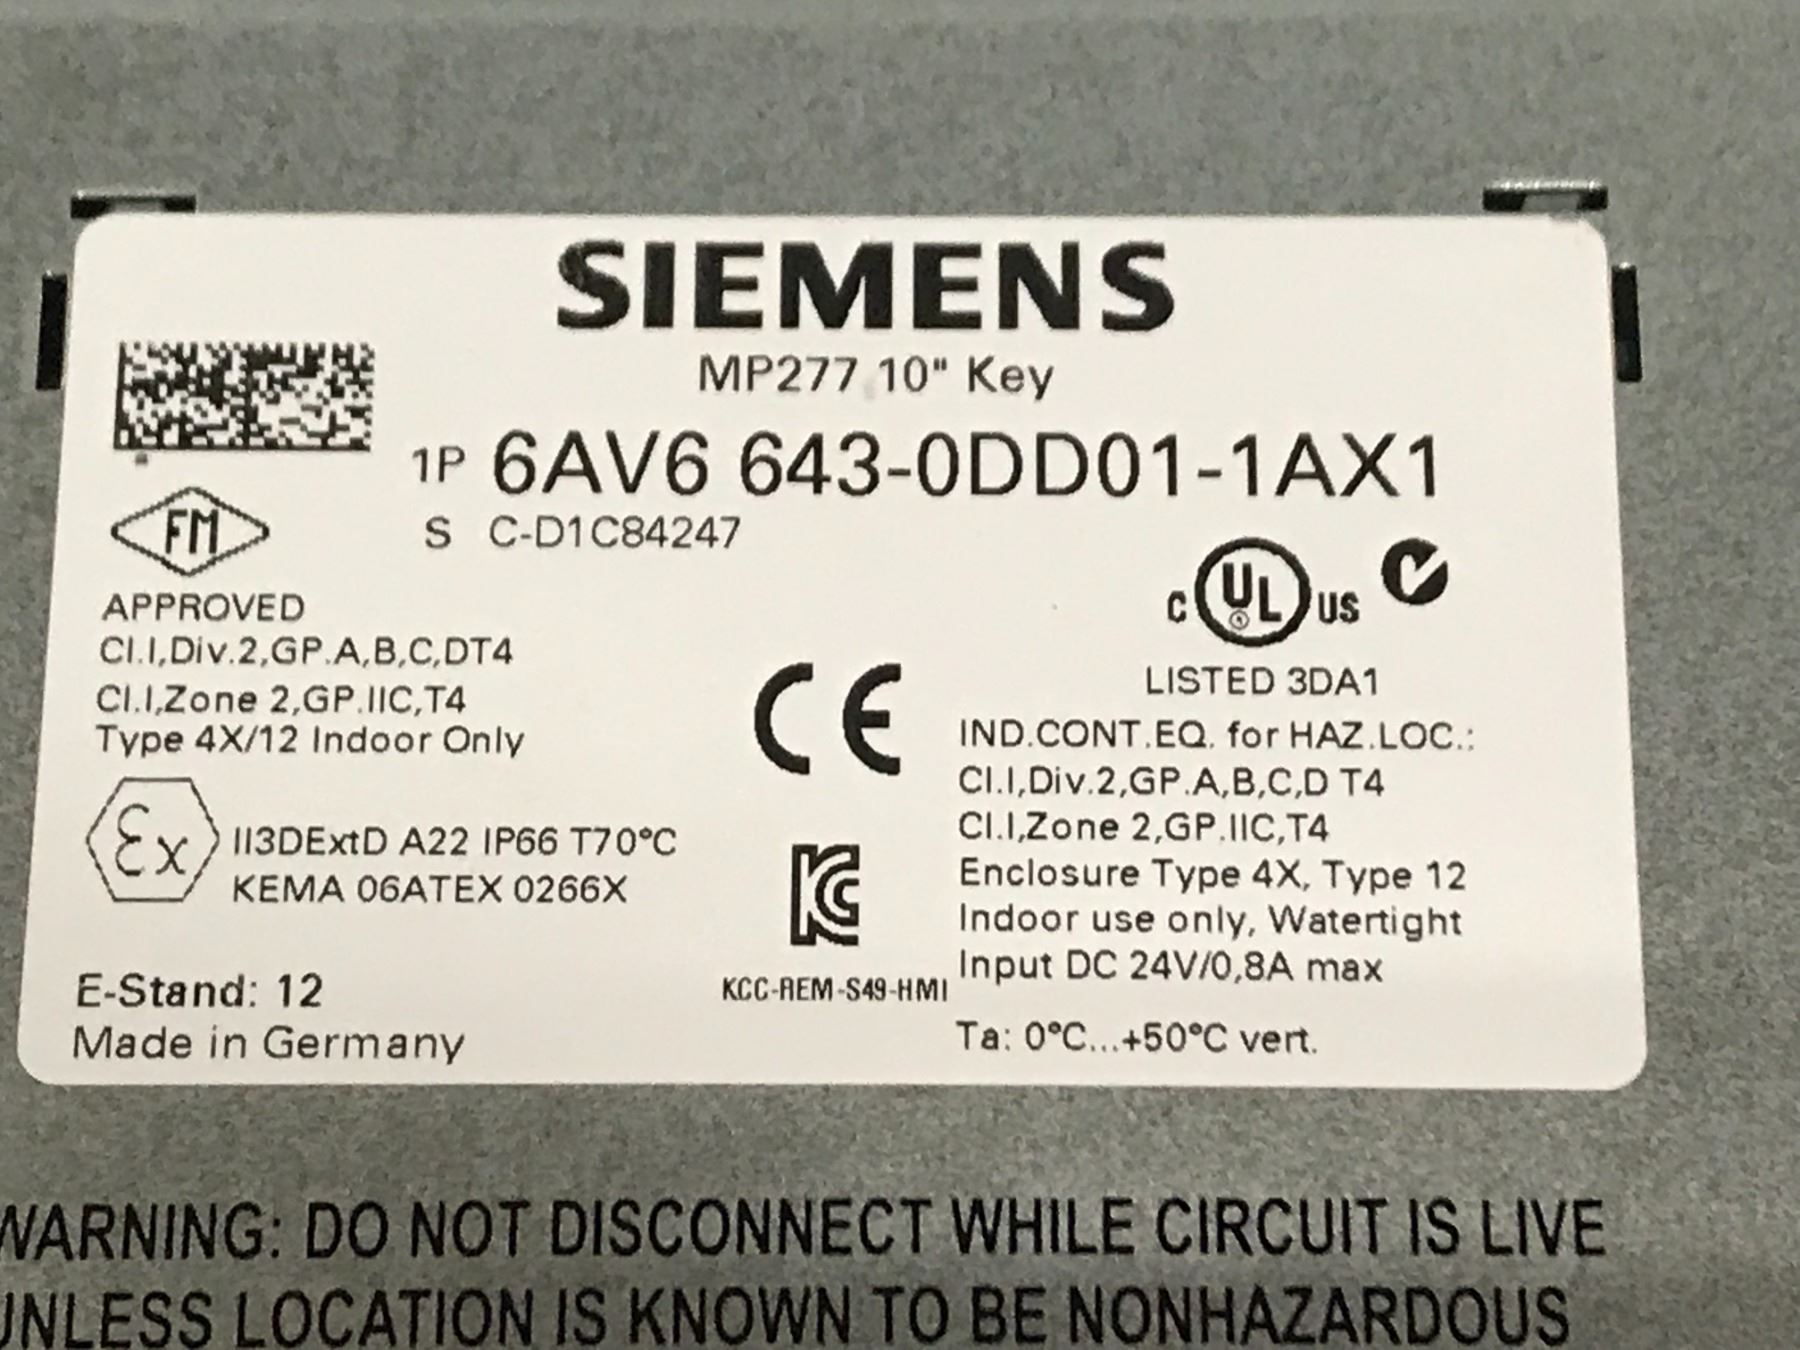 SIEMENS
MP277 10" Key
1P 6AV6 643-0DD01-1AX1
S C-D1C84247
FM
APPROVED
Cl.I,Div.2,GP.A,B,C,DT4
Cl.I,Zone 2,GP.IIC,T4
Type 4X/12 Indoor Only
Ex
II3DExtD A22 IP66 T70°C
KEMA 06ATEX 0266X
E-Stand: 12
Made in Germany
CE
KC
KCC-REM-S49-HMI
C UL US
LISTED 3DA1
IND.CONT.EQ. for HAZ.LOC.:
Cl.I,Div.2,GP.A,B,C,D T4
Cl.I,Zone 2,GP.IIC,T4
Enclosure Type 4X, Type 12
Indoor use only, Watertight
Input DC 24V/0,8A max
Ta: 0°C...+50°C vert.
WARNING: DO NOT DISCONNECT WHILE CIRCUIT IS LIVE
UNLESS LOCATION IS KNOWN TO BE NONHAZARDOUS